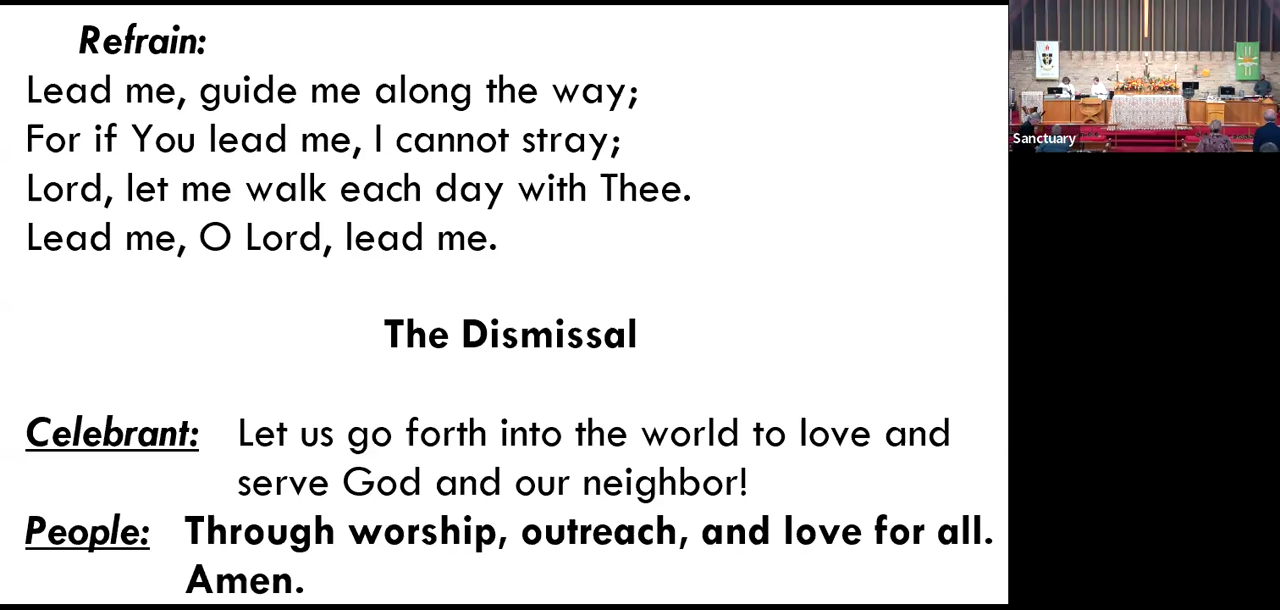 Refrain:
Lead me, guide me along the way;
For if You lead me, I cannot stray;
Lord, let me walk each day with Thee.
Lead me, O Lord, lead me.
The Dismissal
Celebrant: Let us go forth into the world to love and
serve God and our neighbor!
People: Through worship, outreach, and love for all.
Amen.
Sanctuary